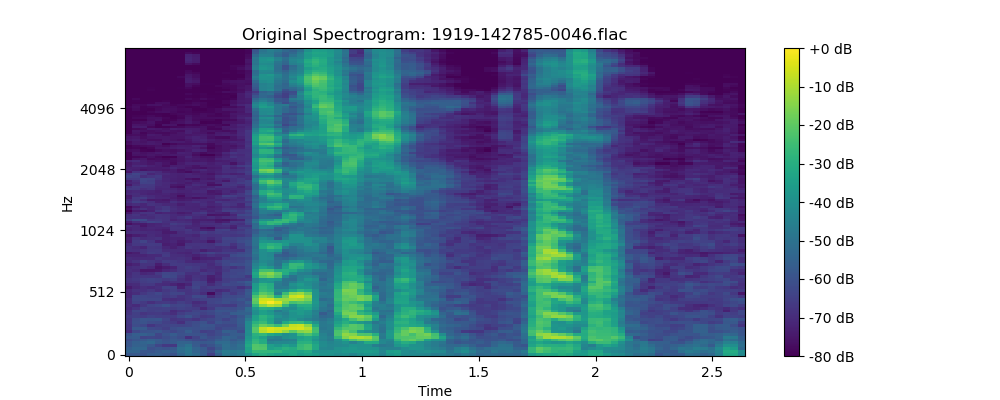 Original Spectrogram: 1919-142785-0046.flac
+0 dB
-10 dB
-20 dB
-30 dB
-40 dB
-50 dB
-60 dB
-70 dB
-80 dB
4096
2048
1024
512
0
Hz
0
0.5
1
1.5
2
2.5
Time